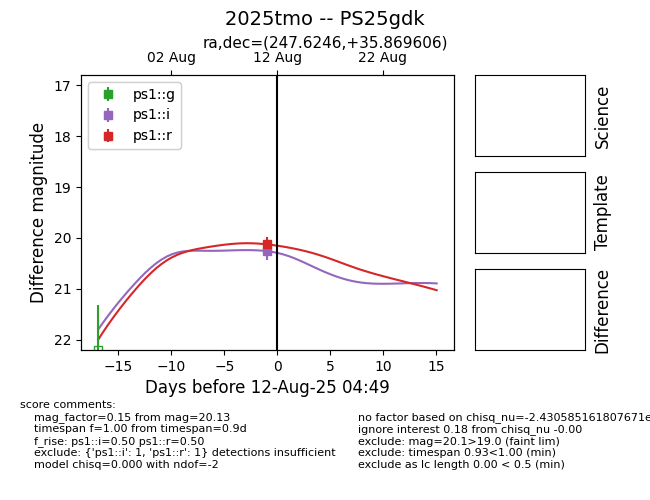 2025tmo -- PS25gdk
ra,dec=(247.6246,+35.869606)
02 Aug
12 Aug
22 Aug
17
18
19
20
21
22
Difference magnitude
ps1::g
ps1::i
ps1::r
−15
−10
−5
0
5
10
15
Days before 12-Aug-25 04:49
Science
Template
Difference
score comments:
mag_factor=0.15 from mag=20.13
timespan f=1.00 from timespan=0.9d
f_rise: ps1::i=0.50 ps1::r=0.50
exclude: {'ps1::i': 1, 'ps1::r': 1} detections insufficient
model chisq=0.000 with ndof=-2
no factor based on chisq_nu=-2.430585161807671e
ignore interest 0.18 from chisq_nu -0.00
exclude: mag=20.1>19.0 (faint lim)
exclude: timespan 0.93<1.00 (min)
exclude as lc length 0.00 < 0.5 (min)